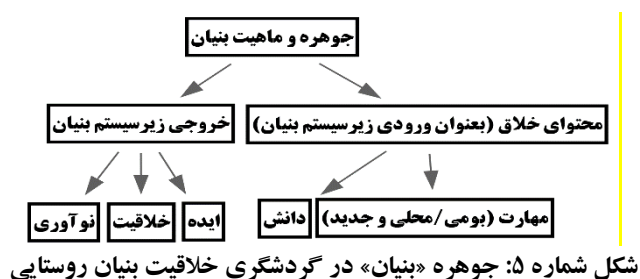 جوهره و ماهیت بنیان
محتوای خلاق (بعنوان ورودی زیرسیستم بنیان) خروجی زیرسیستم بنیان
مهارت (بومی/محلی و جدید) دانش ایده خلاقیت نوآوری
شکل شماره ۵: جوهره «بنیان» در گردشگری خلاقیت بنیان روستایی